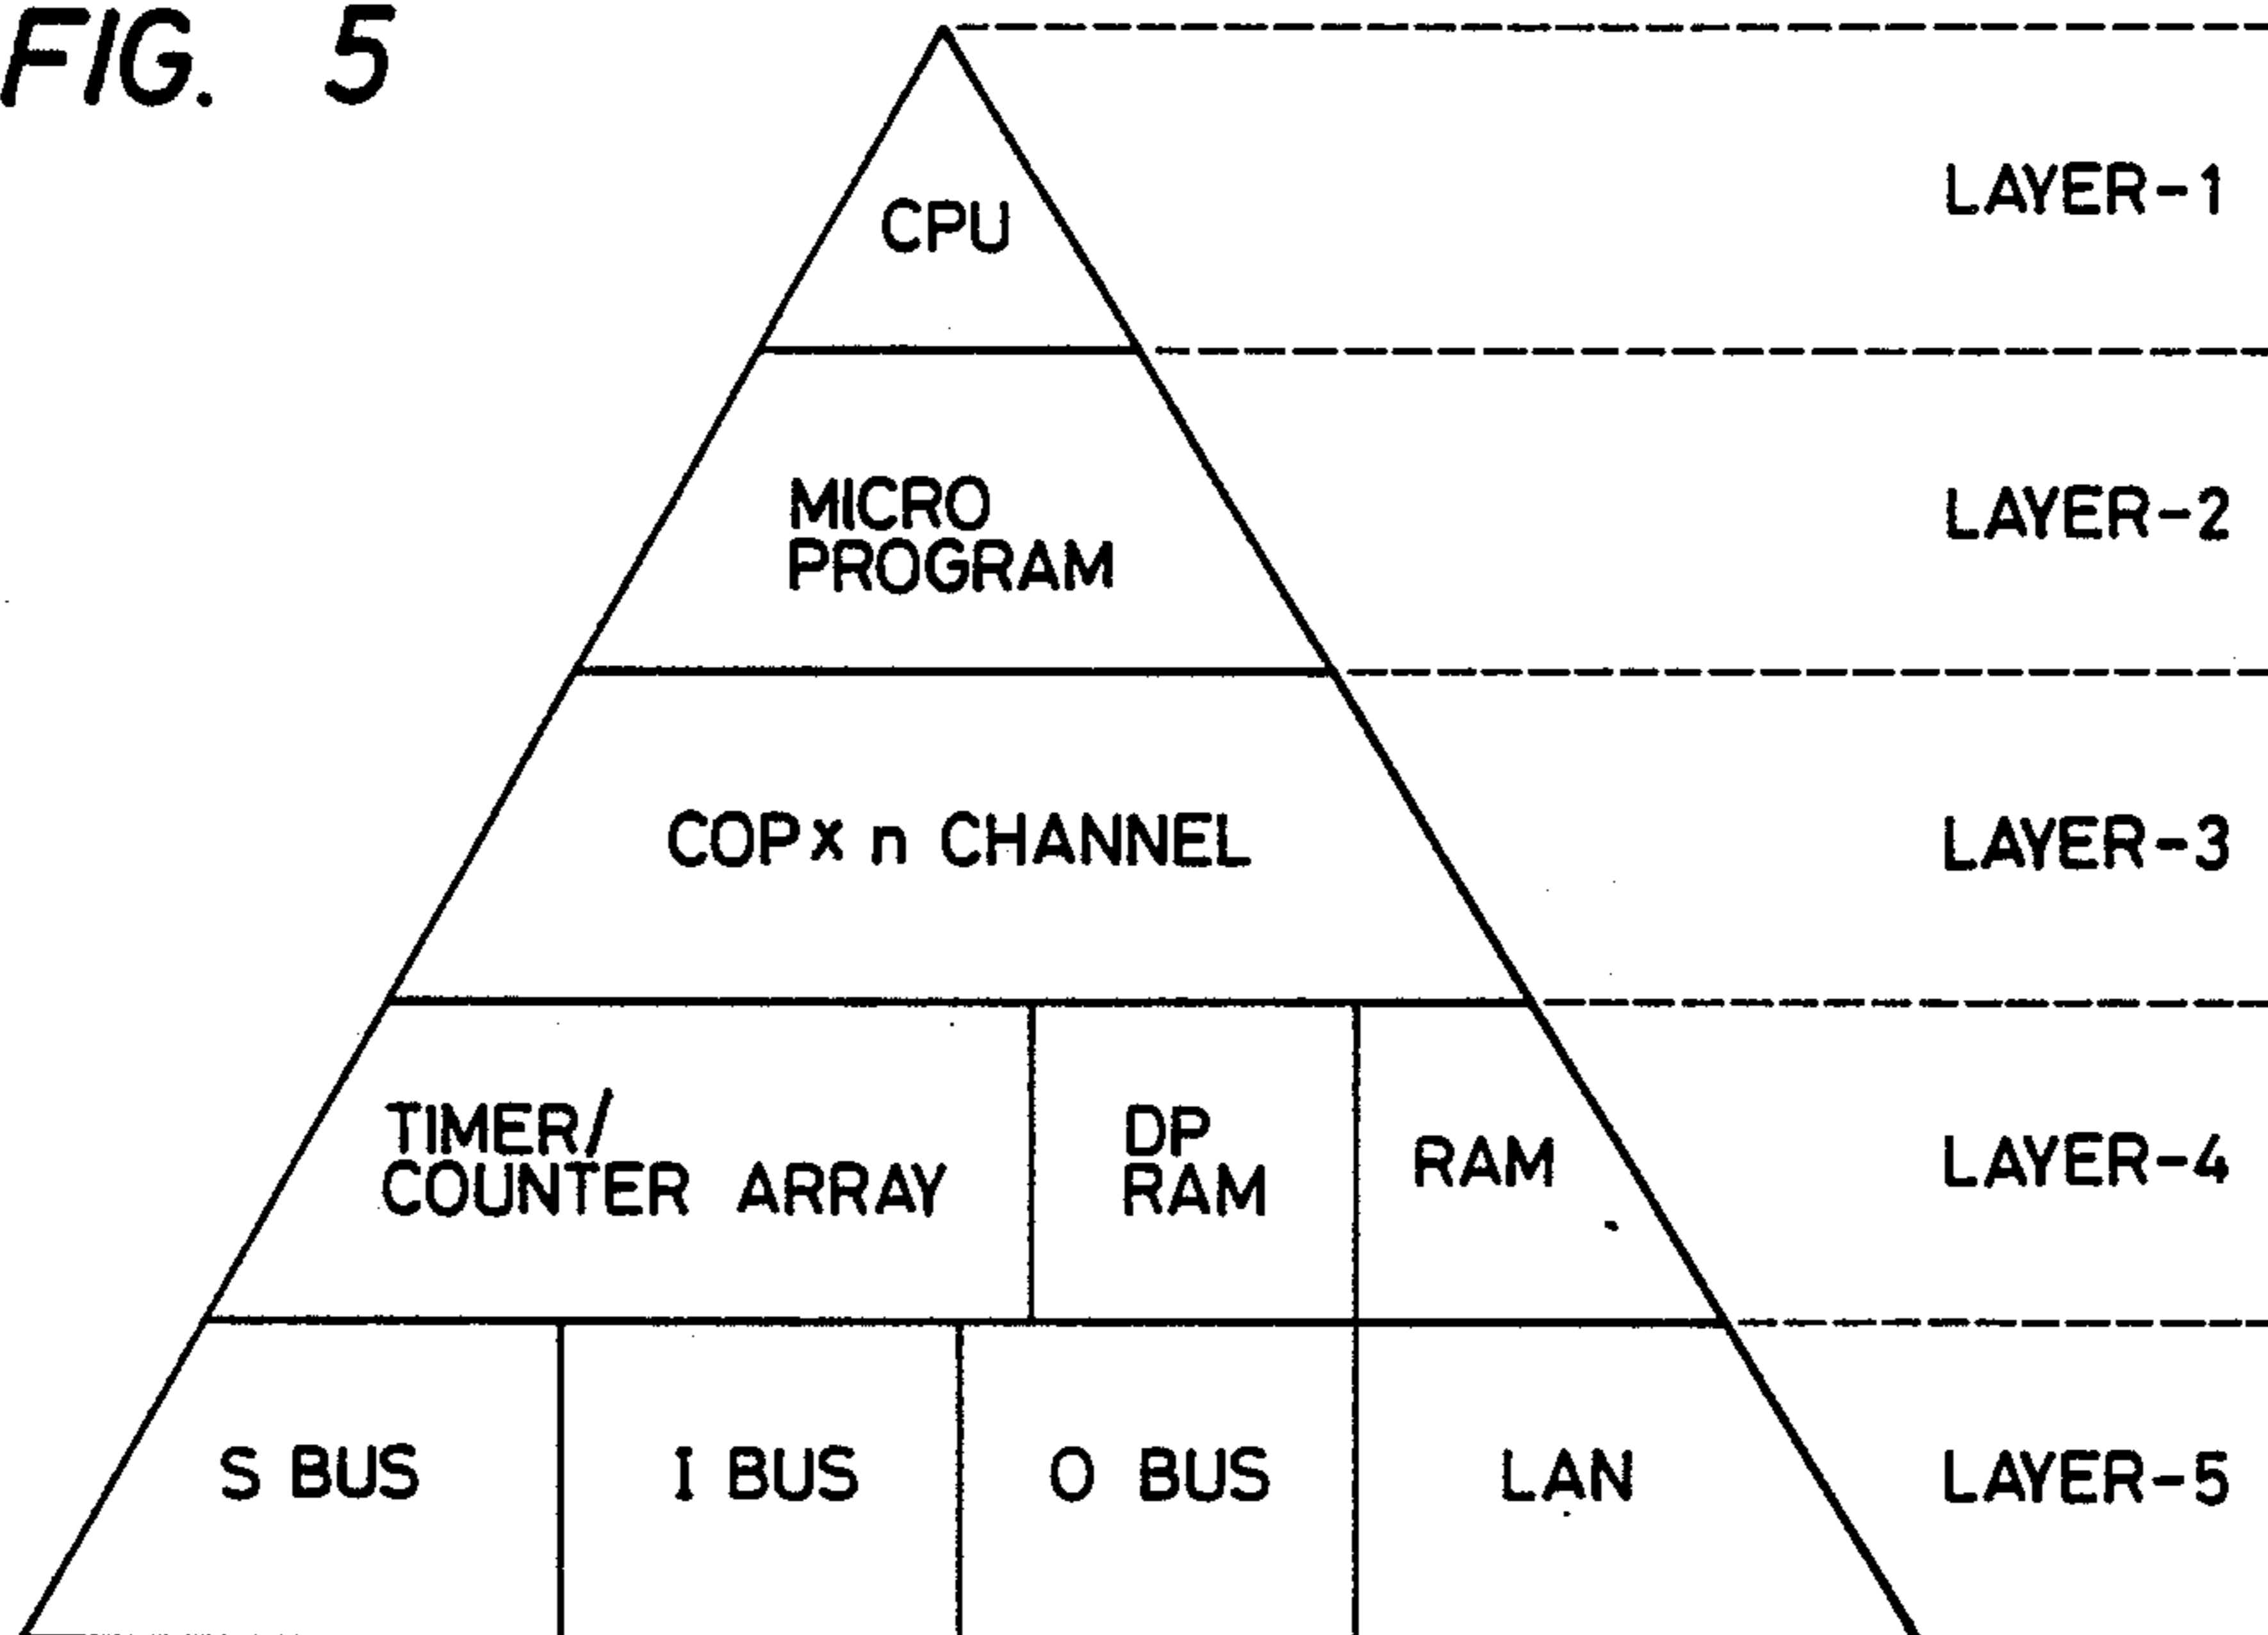 FIG. 5
CPU
LAYER-1
MICRO
PROGRAM
LAYER-2
COP x n CHANNEL
LAYER-3
TIMER/
COUNTER ARRAY
DP
RAM
RAM
LAYER-4
S BUS
I BUS
O BUS
LAN
LAYER-5